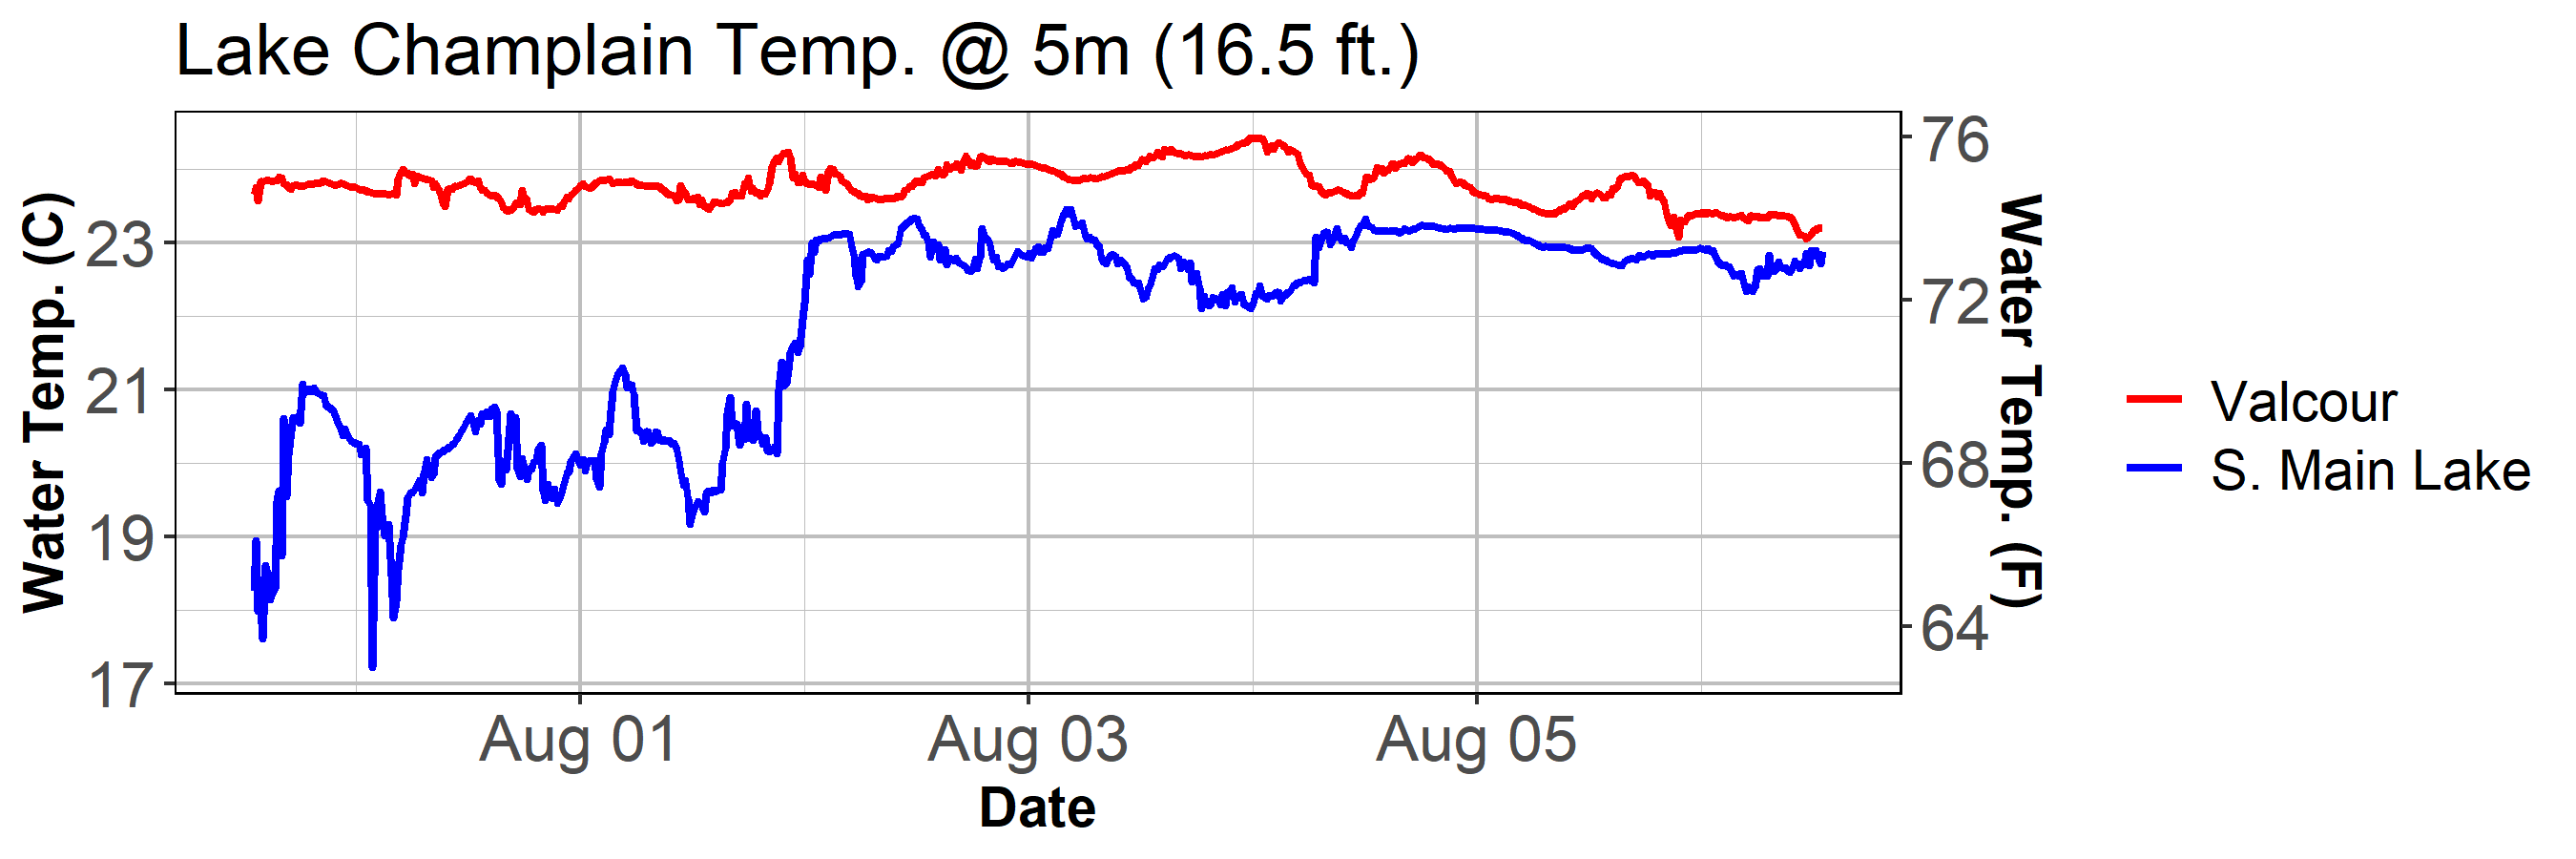 Lake Champlain Temp. @ 5m (16.5 ft.)
Water Temp. (C)
23
21
19
17
76
72
68
64
Water Temp. (F)
Aug 01
Aug 03
Aug 05
Date
Valcour
S. Main Lake